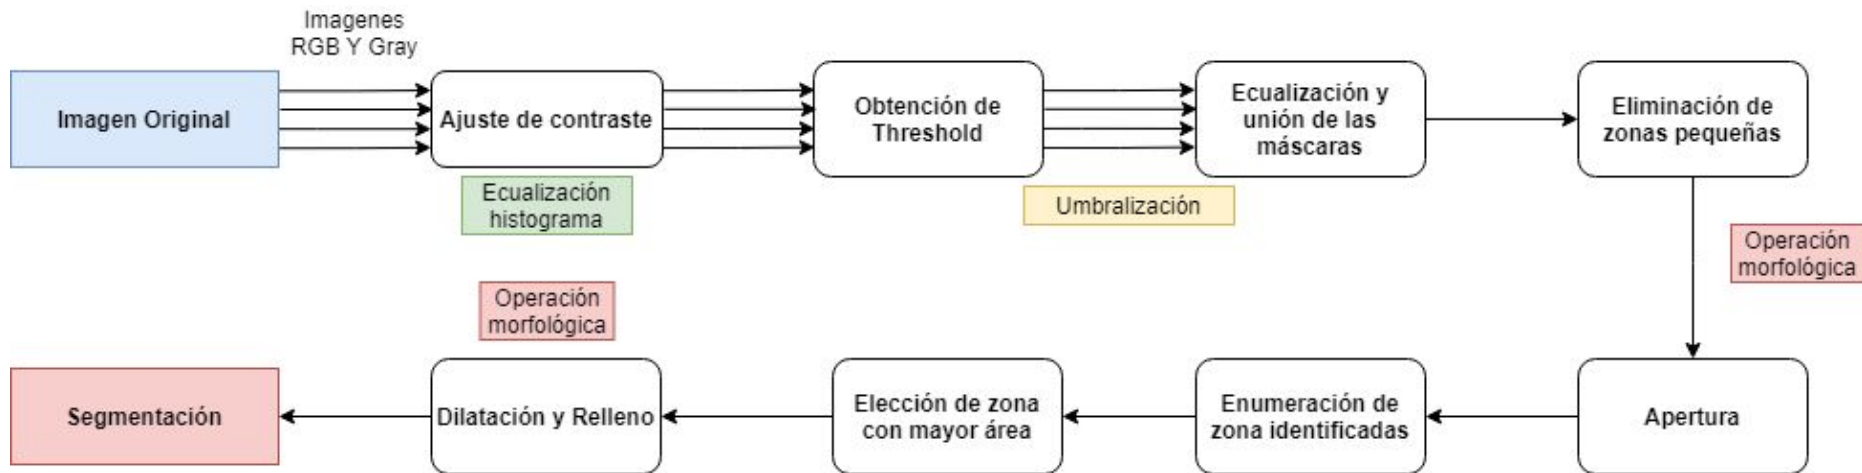 Imagenes
RGB Y Gray
Imagen Original
Ajuste de contraste
Obtención de
Threshold
Ecualización y
unión de las
máscaras
Eliminación de
zonas pequeñas
Ecualización
histograma
Umbralización
Operación
morfológica
Operación
morfológica
Segmentación
Dilatación y Relleno
Elección de zona
con mayor área
Enumeración de
zona identificadas
Apertura